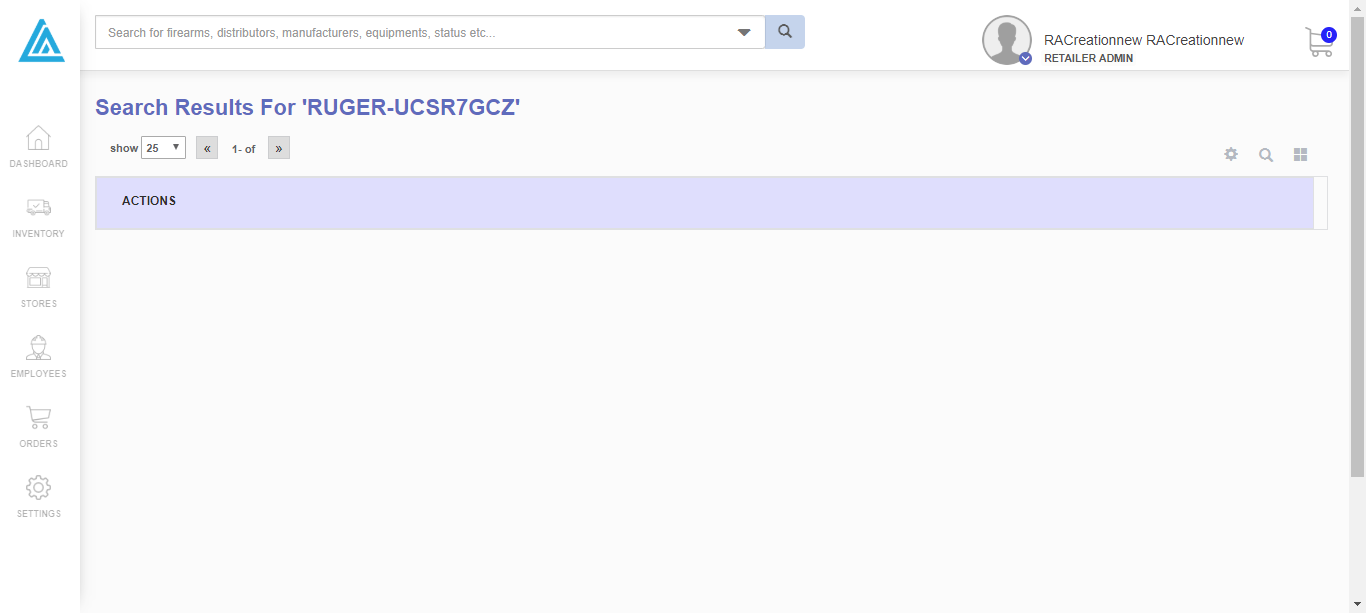 Search for firearms, distributors, manufacturers, equipments, status etc...
RACreationnew RACreationnew
RETAILER ADMIN
0
Search Results For 'RUGER-UCSR7GCZ'
show 25 « 1- of »
ACTIONS
DASHBOARD
INVENTORY
STORES
EMPLOYEES
ORDERS
SETTINGS